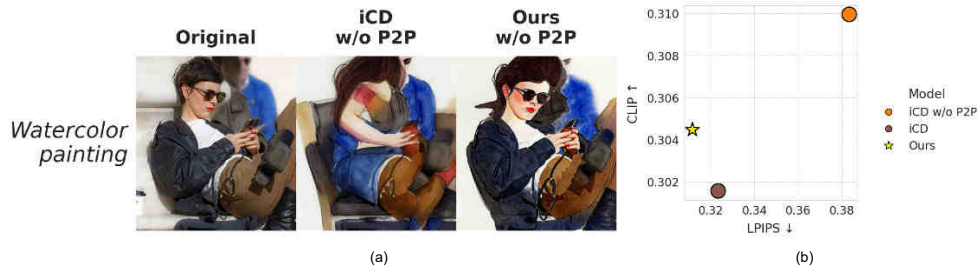 Original
iCD
w/o P2P
Ours
w/o P2P
Watercolor
painting
(a)
0.310
0.308
0.306
0.304
0.302
CLIP ↑
0.32
0.34
0.36
0.38
LPIPS ↓
Model
iCD w/o P2P
iCD
Ours
(b)